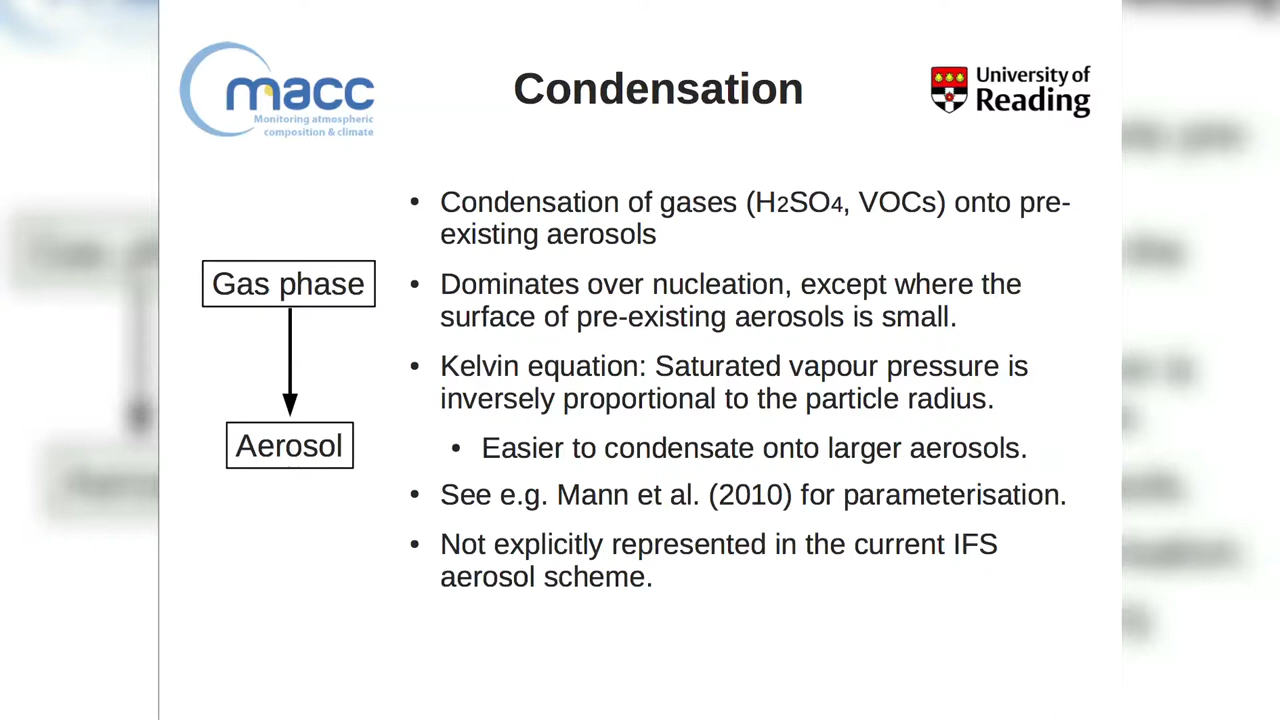 macc
Monitoring atmospheric
composition & climate
Condensation
University of
Reading
• Condensation of gases (H2SO4, VOCs) onto pre-
existing aerosols
Gas phase
• Dominates over nucleation, except where the
surface of pre-existing aerosols is small.
• Kelvin equation: Saturated vapour pressure is
inversely proportional to the particle radius.
Aerosol
• Easier to condensate onto larger aerosols.
• See e.g. Mann et al. (2010) for parameterisation.
• Not explicitly represented in the current IFS
aerosol scheme.